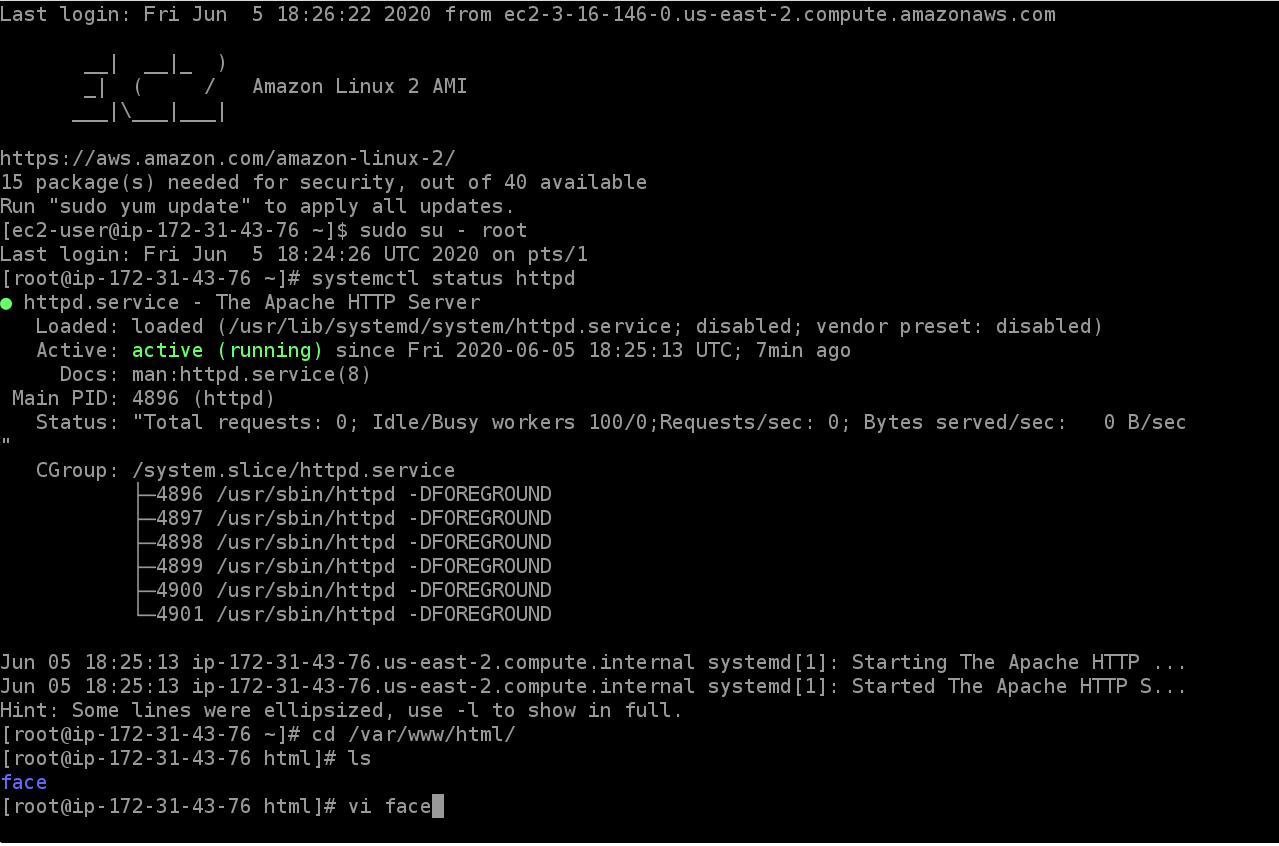 Last login: Fri Jun  5 18:26:22 2020 from ec2-3-16-146-0.us-east-2.compute.amazonaws.com

       __|  __|_  )
       _|  (     /   Amazon Linux 2 AMI
      ___|\___|___|

https://aws.amazon.com/amazon-linux-2/
15 package(s) needed for security, out of 40 available
Run "sudo yum update" to apply all updates.
[ec2-user@ip-172-31-43-76 ~]$ sudo su - root
Last login: Fri Jun  5 18:24:26 UTC 2020 on pts/1
[root@ip-172-31-43-76 ~]# systemctl status httpd
● httpd.service - The Apache HTTP Server
   Loaded: loaded (/usr/lib/systemd/system/httpd.service; disabled; vendor preset: disabled)
   Active: active (running) since Fri 2020-06-05 18:25:13 UTC; 7min ago
     Docs: man:httpd.service(8)
 Main PID: 4896 (httpd)
   Status: "Total requests: 0; Idle/Busy workers 100/0;Requests/sec: 0; Bytes served/sec:   0 B/sec
"
   CGroup: /system.slice/httpd.service
           ├─4896 /usr/sbin/httpd -DFOREGROUND
           ├─4897 /usr/sbin/httpd -DFOREGROUND
           ├─4898 /usr/sbin/httpd -DFOREGROUND
           ├─4899 /usr/sbin/httpd -DFOREGROUND
           ├─4900 /usr/sbin/httpd -DFOREGROUND
           └─4901 /usr/sbin/httpd -DFOREGROUND

Jun 05 18:25:13 ip-172-31-43-76.us-east-2.compute.internal systemd[1]: Starting The Apache HTTP ...
Jun 05 18:25:13 ip-172-31-43-76.us-east-2.compute.internal systemd[1]: Started The Apache HTTP S...
Hint: Some lines were ellipsized, use -l to show in full.
[root@ip-172-31-43-76 ~]# cd /var/www/html/
[root@ip-172-31-43-76 html]# ls
face
[root@ip-172-31-43-76 html]# vi face